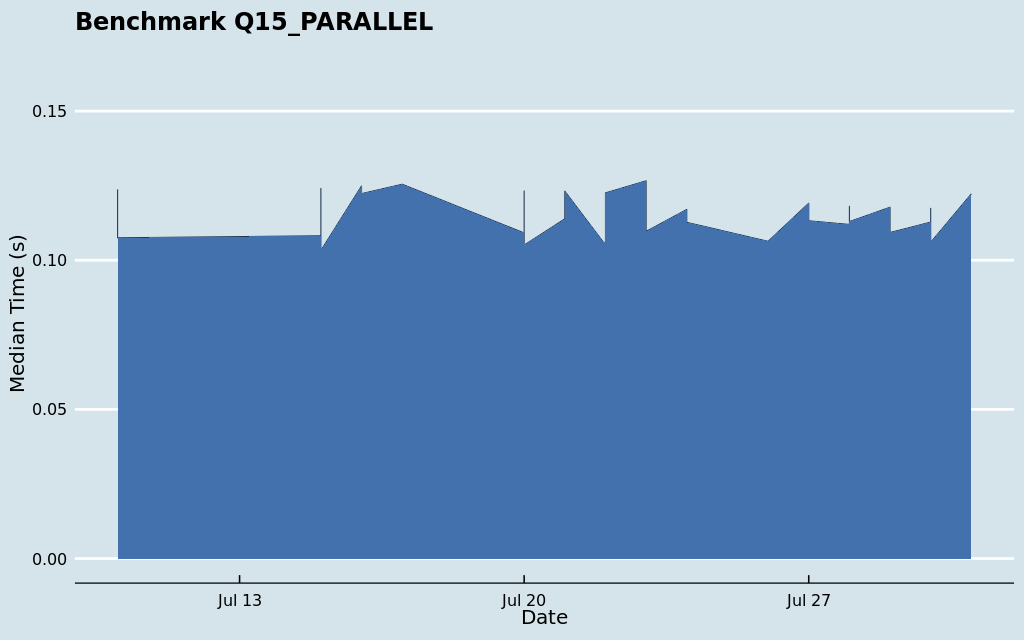 Benchmark Q15_PARALLEL
Median Time (s)
0.15
0.10
0.05
0.00
Jul 13
Jul 20
Jul 27
Date